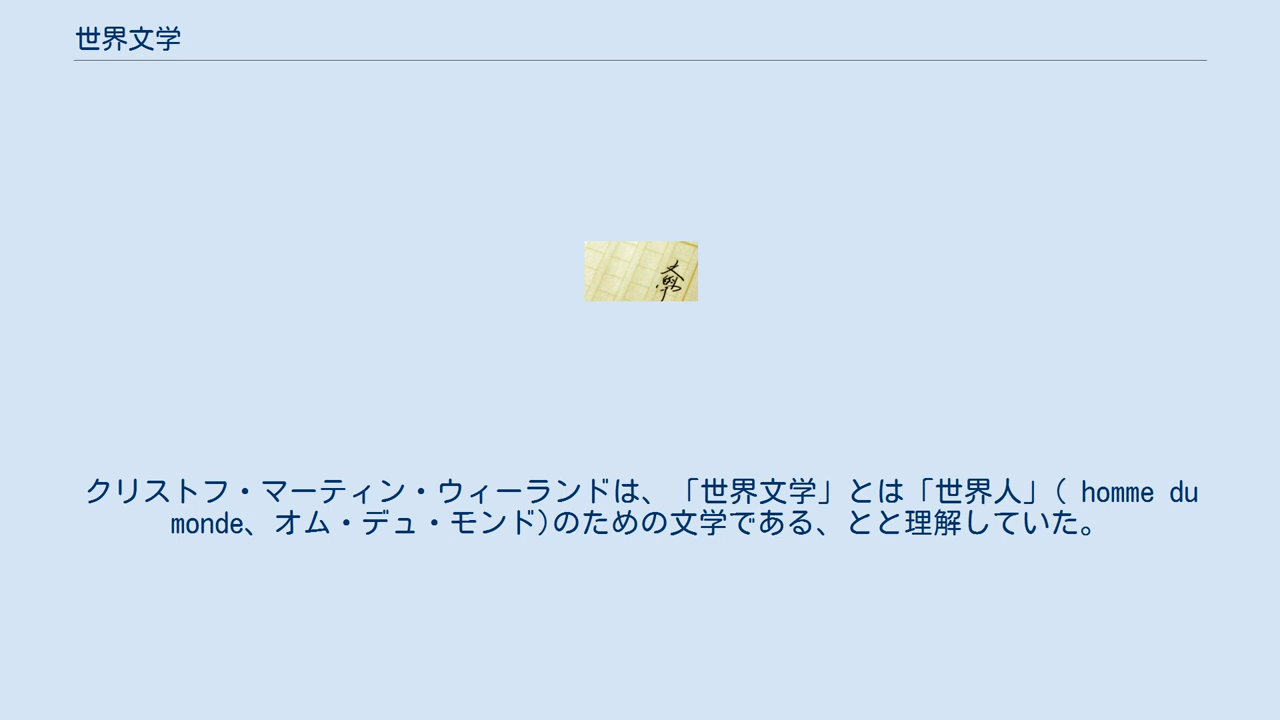 世界文学
文学
クリストフ・マーティン・ウィーランドは、「世界文学」とは「世界人」( homme du
monde、オム・デュ・モンド)のための文学である、とと理解していた。